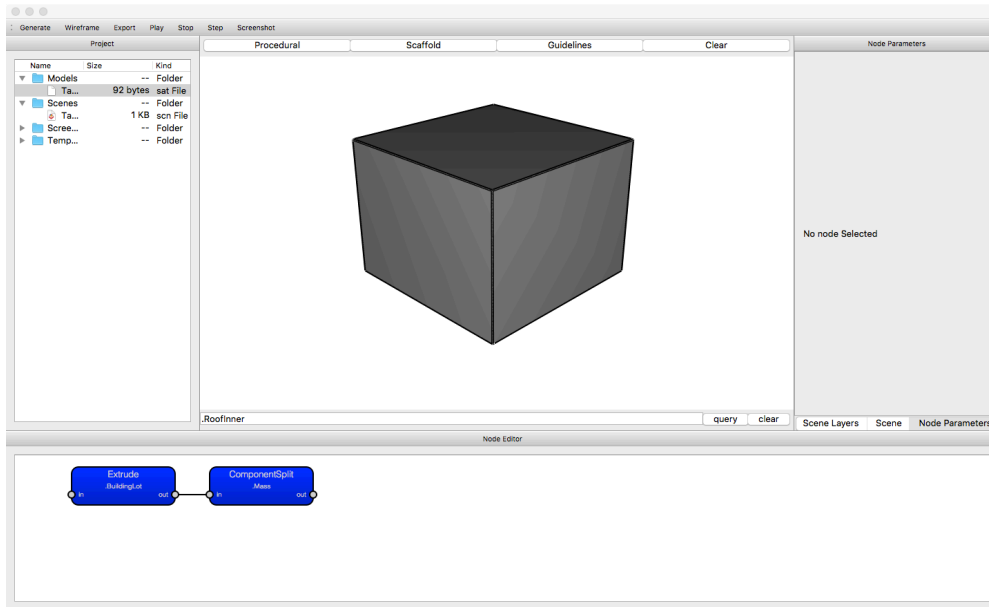 Generate Wireframe Export Play Stop Step Screenshot
Project
Name Size Kind
Models -- Folder
Ta... 92 bytes sat File
Scenes -- Folder
Ta... 1 KB scn File
Scree... -- Folder
Temp... -- Folder
Procedural Scaffold Guidelines Clear
.RoofInner query clear
Node Parameters
No node Selected
Scene Layers Scene Node Parameters
Node Editor
Extrude
.BuildingLot
in out
ComponentSplit
.Mass
in out